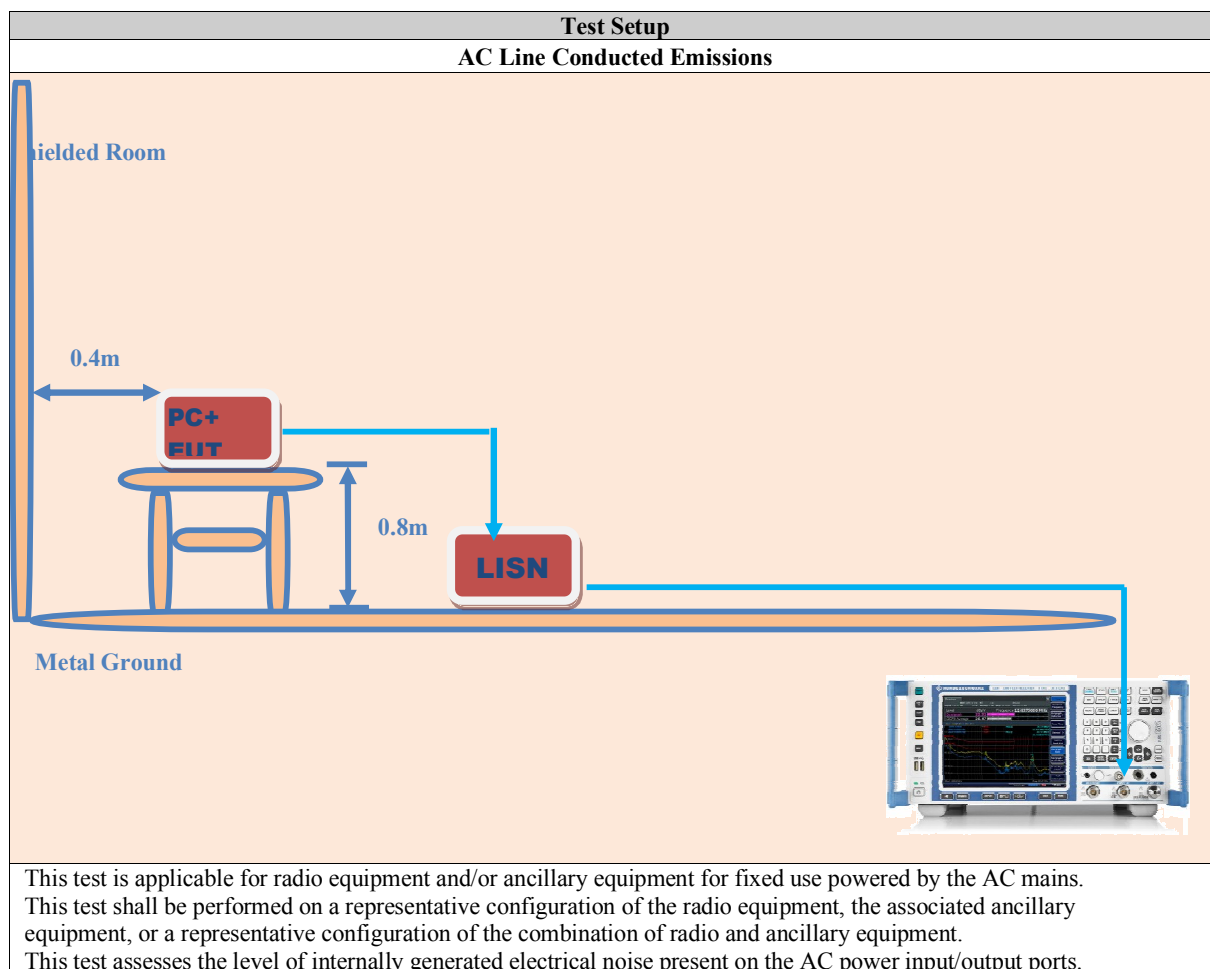 Test Setup
AC Line Conducted Emissions
hielded Room
0.4m
PC+
EUT
0.8m
LISN
Metal Ground
This test is applicable for radio equipment and/or ancillary equipment for fixed use powered by the AC mains.
This test shall be performed on a representative configuration of the radio equipment, the associated ancillary
equipment, or a representative configuration of the combination of radio and ancillary equipment.
This test assesses the level of internally generated electrical noise present on the AC power input/output ports.